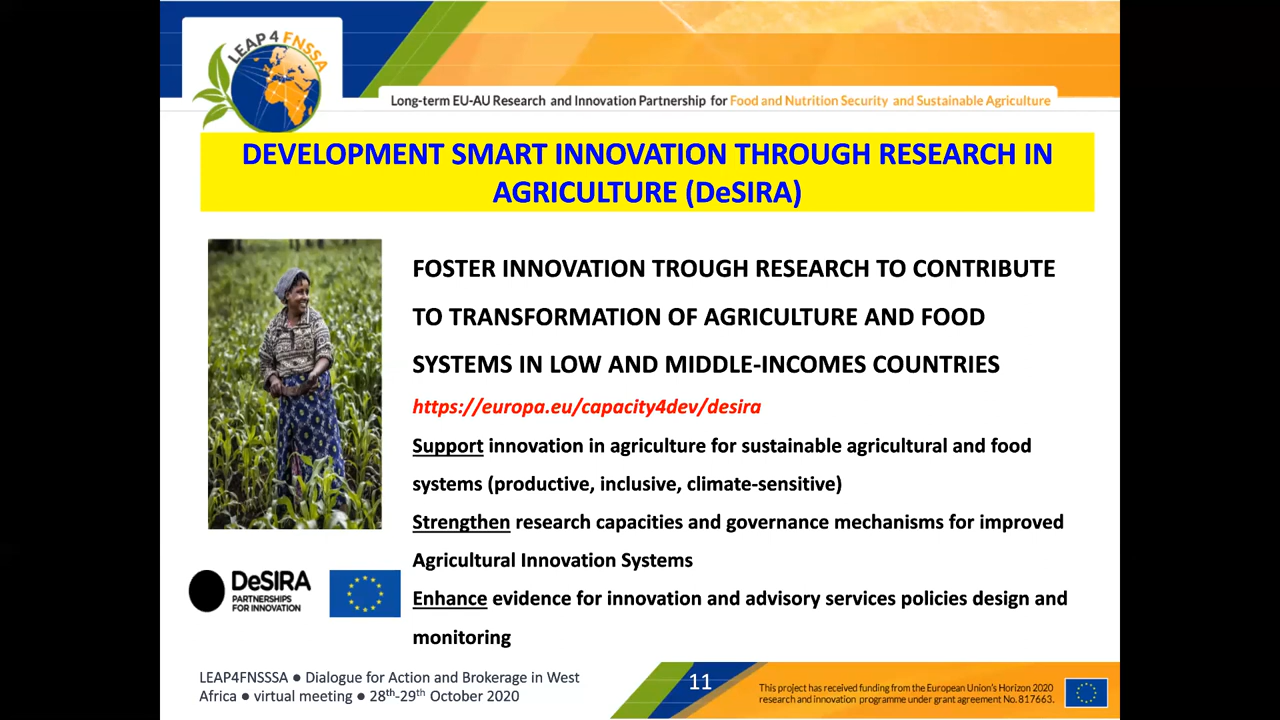 LEAP 4 FNSSA
Long-term EU-AU Research and Innovation Partnership for Food and Nutrition Security and Sustainable Agriculture
DEVELOPMENT SMART INNOVATION THROUGH RESEARCH IN
AGRICULTURE (DeSIRA)
FOSTER INNOVATION TROUGH RESEARCH TO CONTRIBUTE
TO TRANSFORMATION OF AGRICULTURE AND FOOD
SYSTEMS IN LOW AND MIDDLE-INCOMES COUNTRIES
https://europa.eu/capacity4dev/desira
Support innovation in agriculture for sustainable agricultural and food
systems (productive, inclusive, climate-sensitive)
Strengthen research capacities and governance mechanisms for improved
Agricultural Innovation Systems
Enhance evidence for innovation and advisory services policies design and
monitoring
DeSIRA
PARTNERSHIPS
FOR INNOVATION
LEAP4FNSSSA ● Dialogue for Action and Brokerage in West
Africa ● virtual meeting ● 28th-29th October 2020
11
This project has received funding from the European Union's Horizon 2020
research and innovation programme under grant agreement No. 817663.